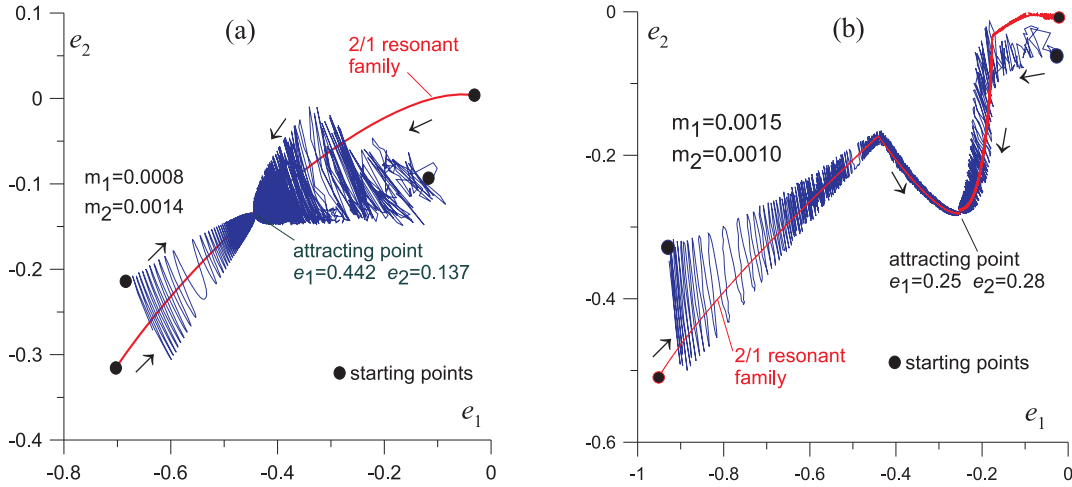 (a)
e2
2/1 resonant
family
m1=0.0008
m2=0.0014
attracting point
e1=0.442 e2=0.137
starting points
e1
0.1
0
-0.1
-0.2
-0.3
-0.4
-0.8
-0.6
-0.4
-0.2
0
(b)
e2
m1=0.0015
m2=0.0010
attracting point
e1=0.25 e2=0.28
2/1 resonant
family
starting points
e1
0
-0.2
-0.4
-0.6
-1
-0.8
-0.6
-0.4
-0.2
0